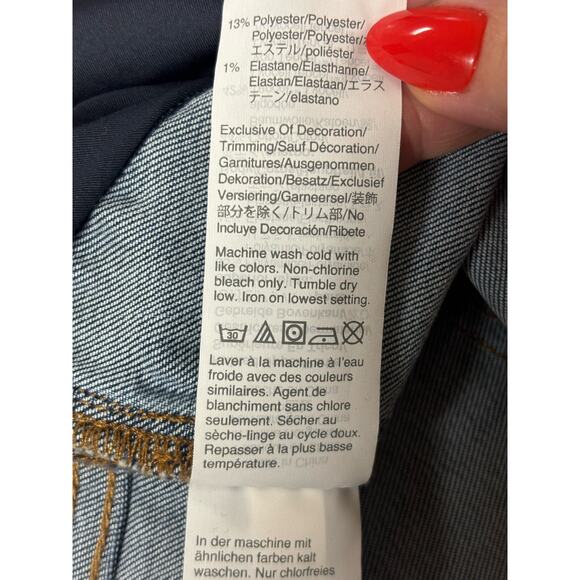 13% Polyester/Polyester/
Polyester/Polyester/
エステル/poliéster
1% Elastane/Elasthanne/
Elastan/Elastaan/エラス
テーン/elastano
Exclusive Of Decoration/
Trimming/Sauf Décoration/
Garnitures/Ausgenommen
Dekoration/Besatz/Exclusief
Versiering/Garneersel/装飾
部分を除く/トリム部/No
Incluye Decoración/Ribete
Machine wash cold with
like colors. Non-chlorine
bleach only. Tumble dry
low. Iron on lowest setting.
30
Laver à la machine à l'eau
froide avec des couleurs
similaires. Agent de
blanchiment sans chlore
seulement. Sécher au
sèche-linge au cycle doux.
Repasser à la plus basse
température.
In der maschine mit
ähnlichen farben kalt
waschen. Nur chlorfreies